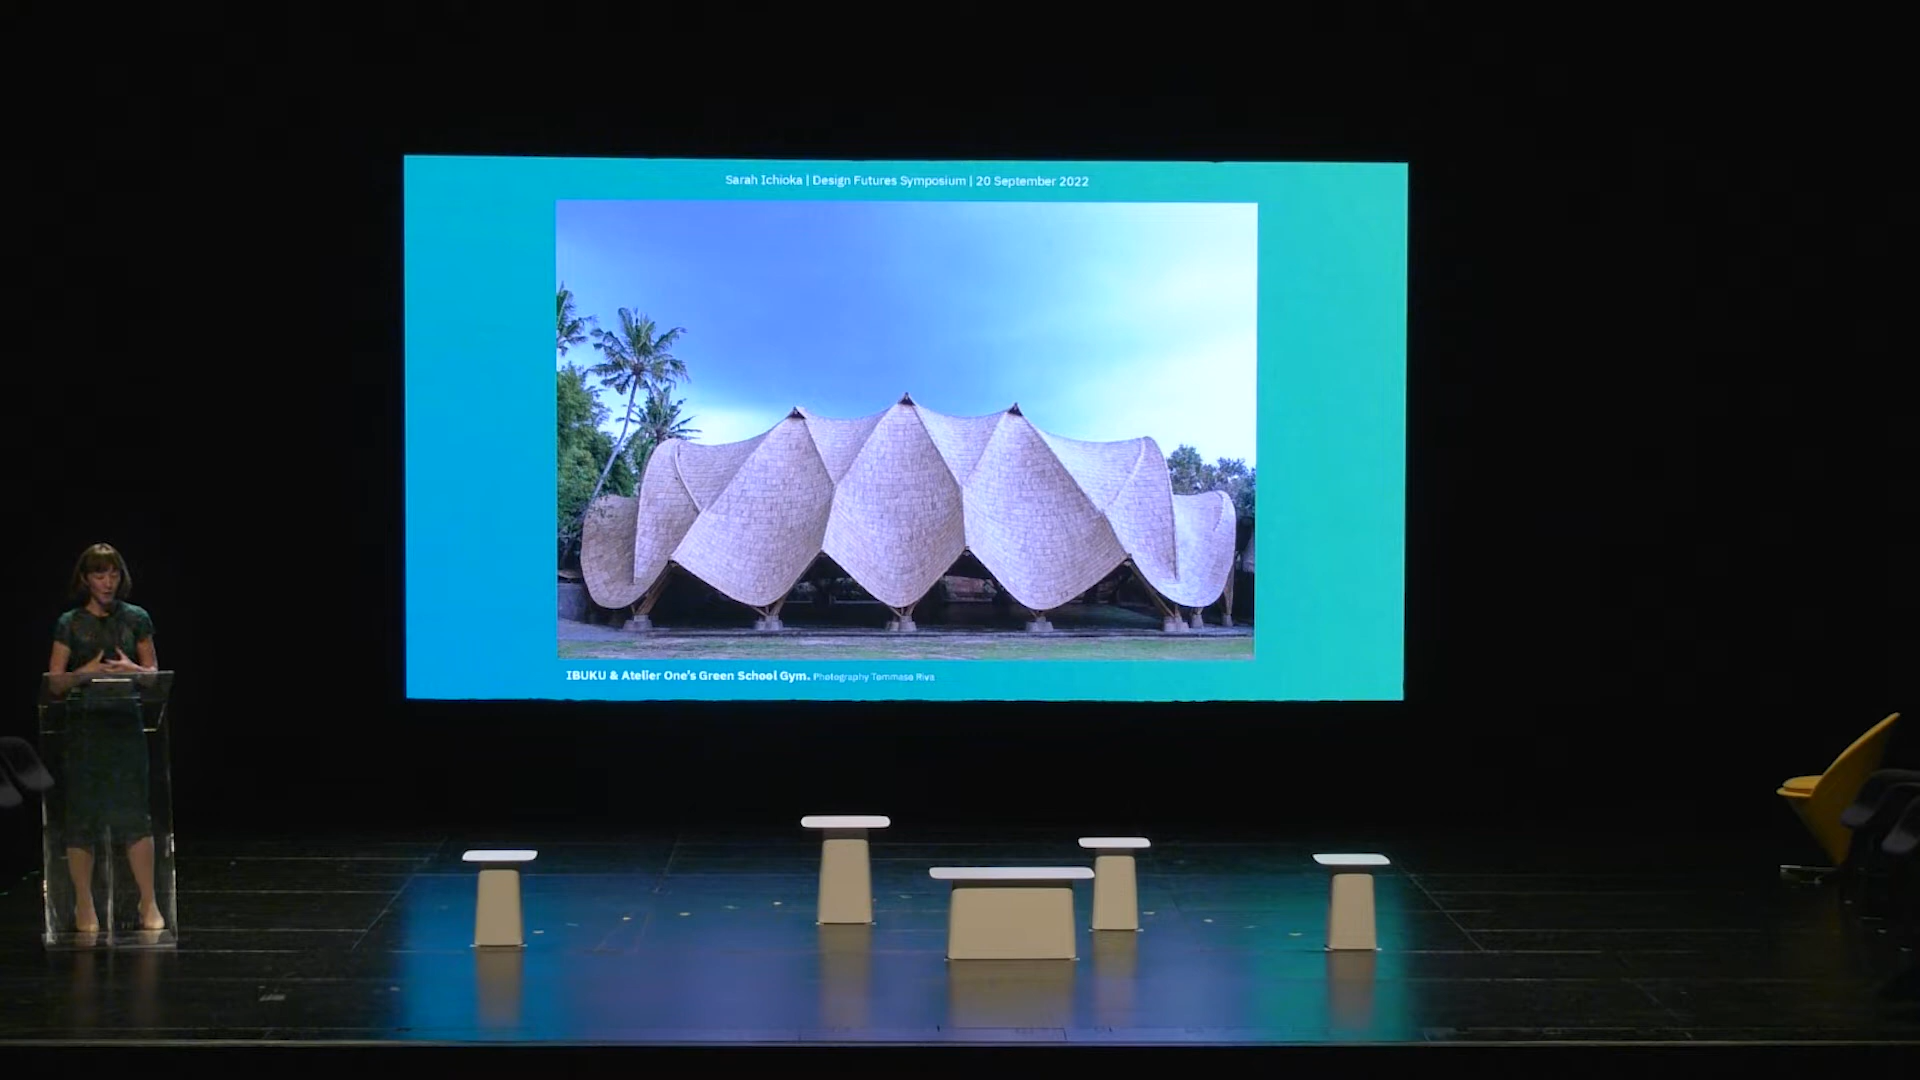 Sarah Ichioka | Design Futures Symposium | 20 September 2022
IBUKU & Atelier One's Green School Gym. Photography Tommaso Riva